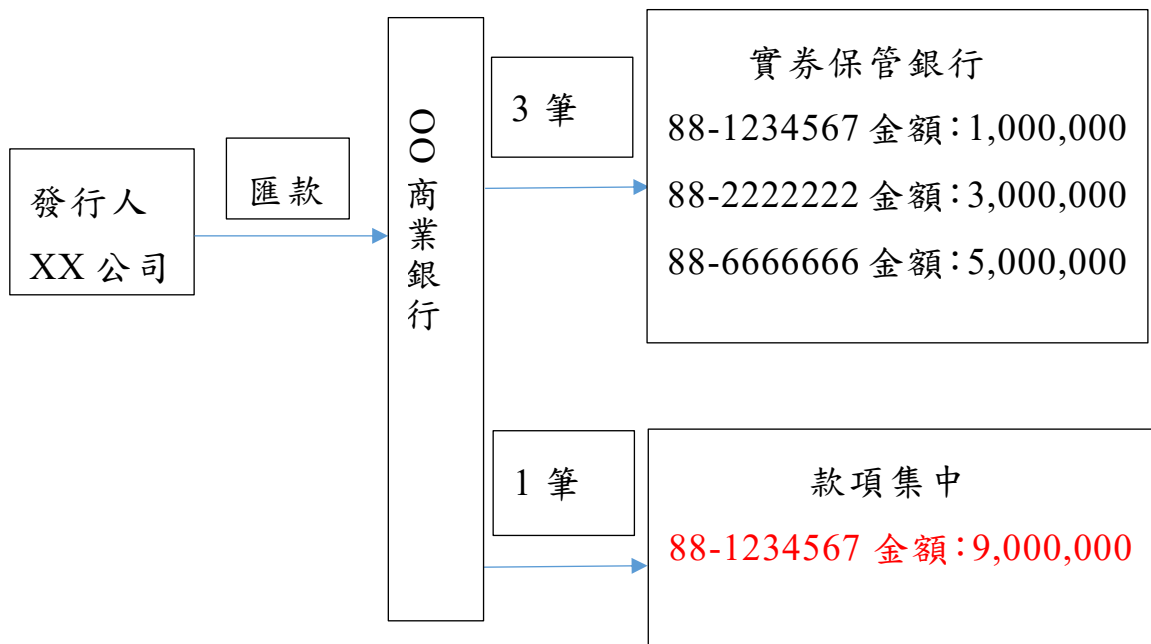 發行人
XX 公司
匯款
OO 商業銀行
3 筆
實券保管銀行
88-1234567 金額：1,000,000
88-2222222 金額：3,000,000
88-6666666 金額：5,000,000
1 筆
款項集中
88-1234567 金額：9,000,000